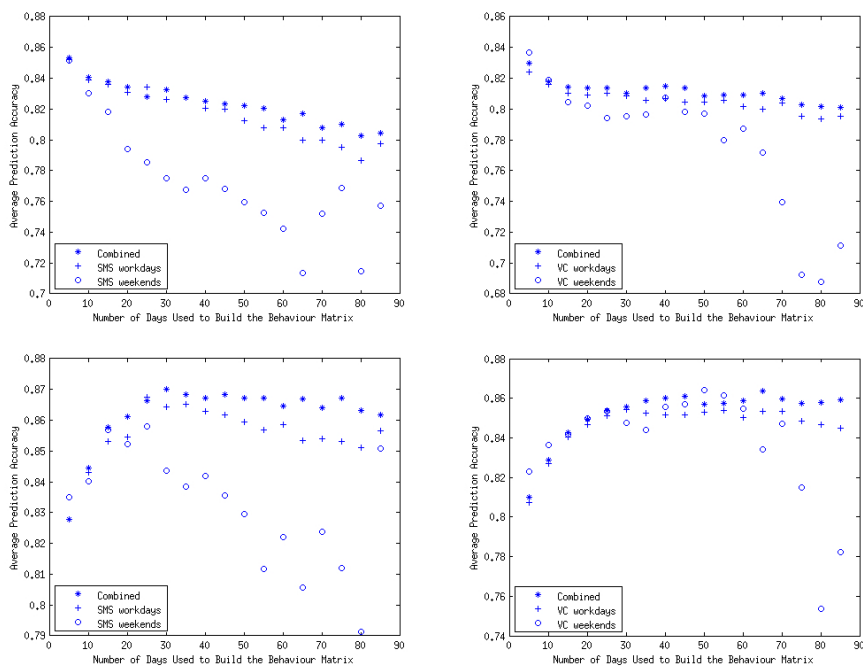 0.88
0.86
0.84
0.82
0.8
0.78
0.76
0.74
0.72
0.7
Average Prediction Accuracy
Combined
SMS workdays
SMS weekends
0 10 20 30 40 50 60 70 80 90
Number of Days Used to Build the Behaviour Matrix
0.86
0.84
0.82
0.8
0.78
0.76
0.74
0.72
0.7
0.68
Average Prediction Accuracy
Combined
VC workdays
VC weekends
0 10 20 30 40 50 60 70 80 90
Number of Days Used to Build the Behaviour Matrix
0.88
0.87
0.86
0.85
0.84
0.83
0.82
0.81
0.8
0.79
Average Prediction Accuracy
Combined
SMS workdays
SMS weekends
0 10 20 30 40 50 60 70 80 90
Number of Days Used to Build the Behaviour Matrix
0.88
0.86
0.84
0.82
0.8
0.78
0.76
0.74
Average Prediction Accuracy
Combined
VC workdays
VC weekends
0 10 20 30 40 50 60 70 80 90
Number of Days Used to Build the Behaviour Matrix